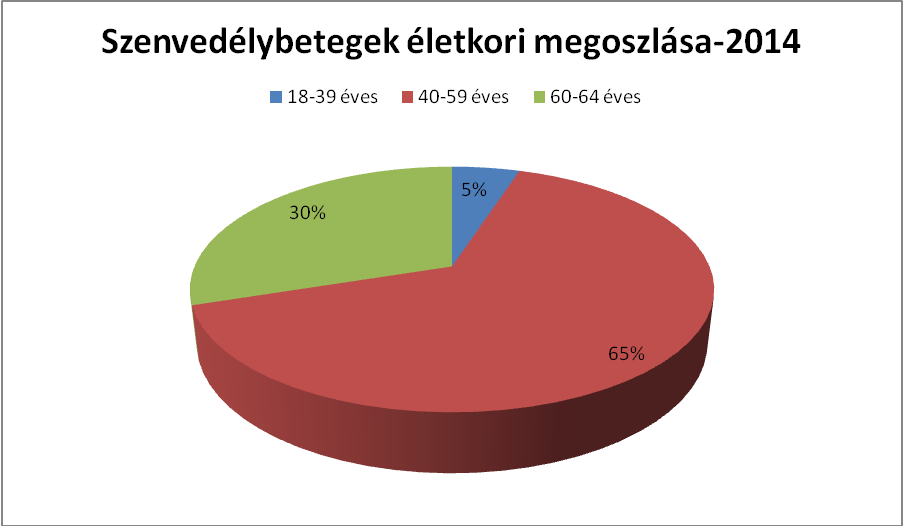 Szenvedélybetegek életkori megoszlása-2014
18-39 éves 40-59 éves 60-64 éves
5%
30%
65%